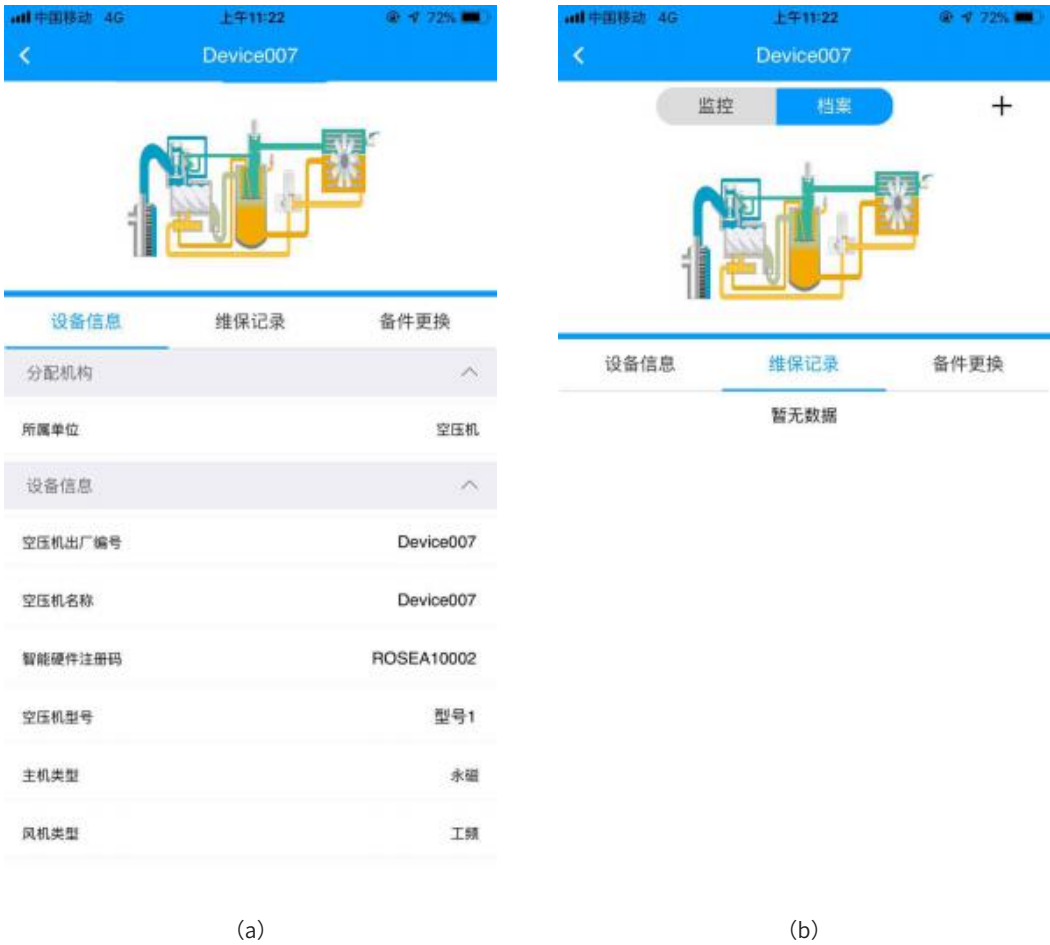 中国移动 4G 上午11:22 72%
Device007
设备信息 维保记录 备件更换
分配机构
所属单位 空压机
设备信息
空压机出厂编号 Device007
空压机名称 Device007
智能硬件注册码 ROSEA10002
空压机型号 型号1
主机类型 永磁
风机类型 工频
(a)
中国移动 4G 上午11:22 72%
Device007
监控 档案 +
设备信息 维保记录 备件更换
暂无数据
(b)